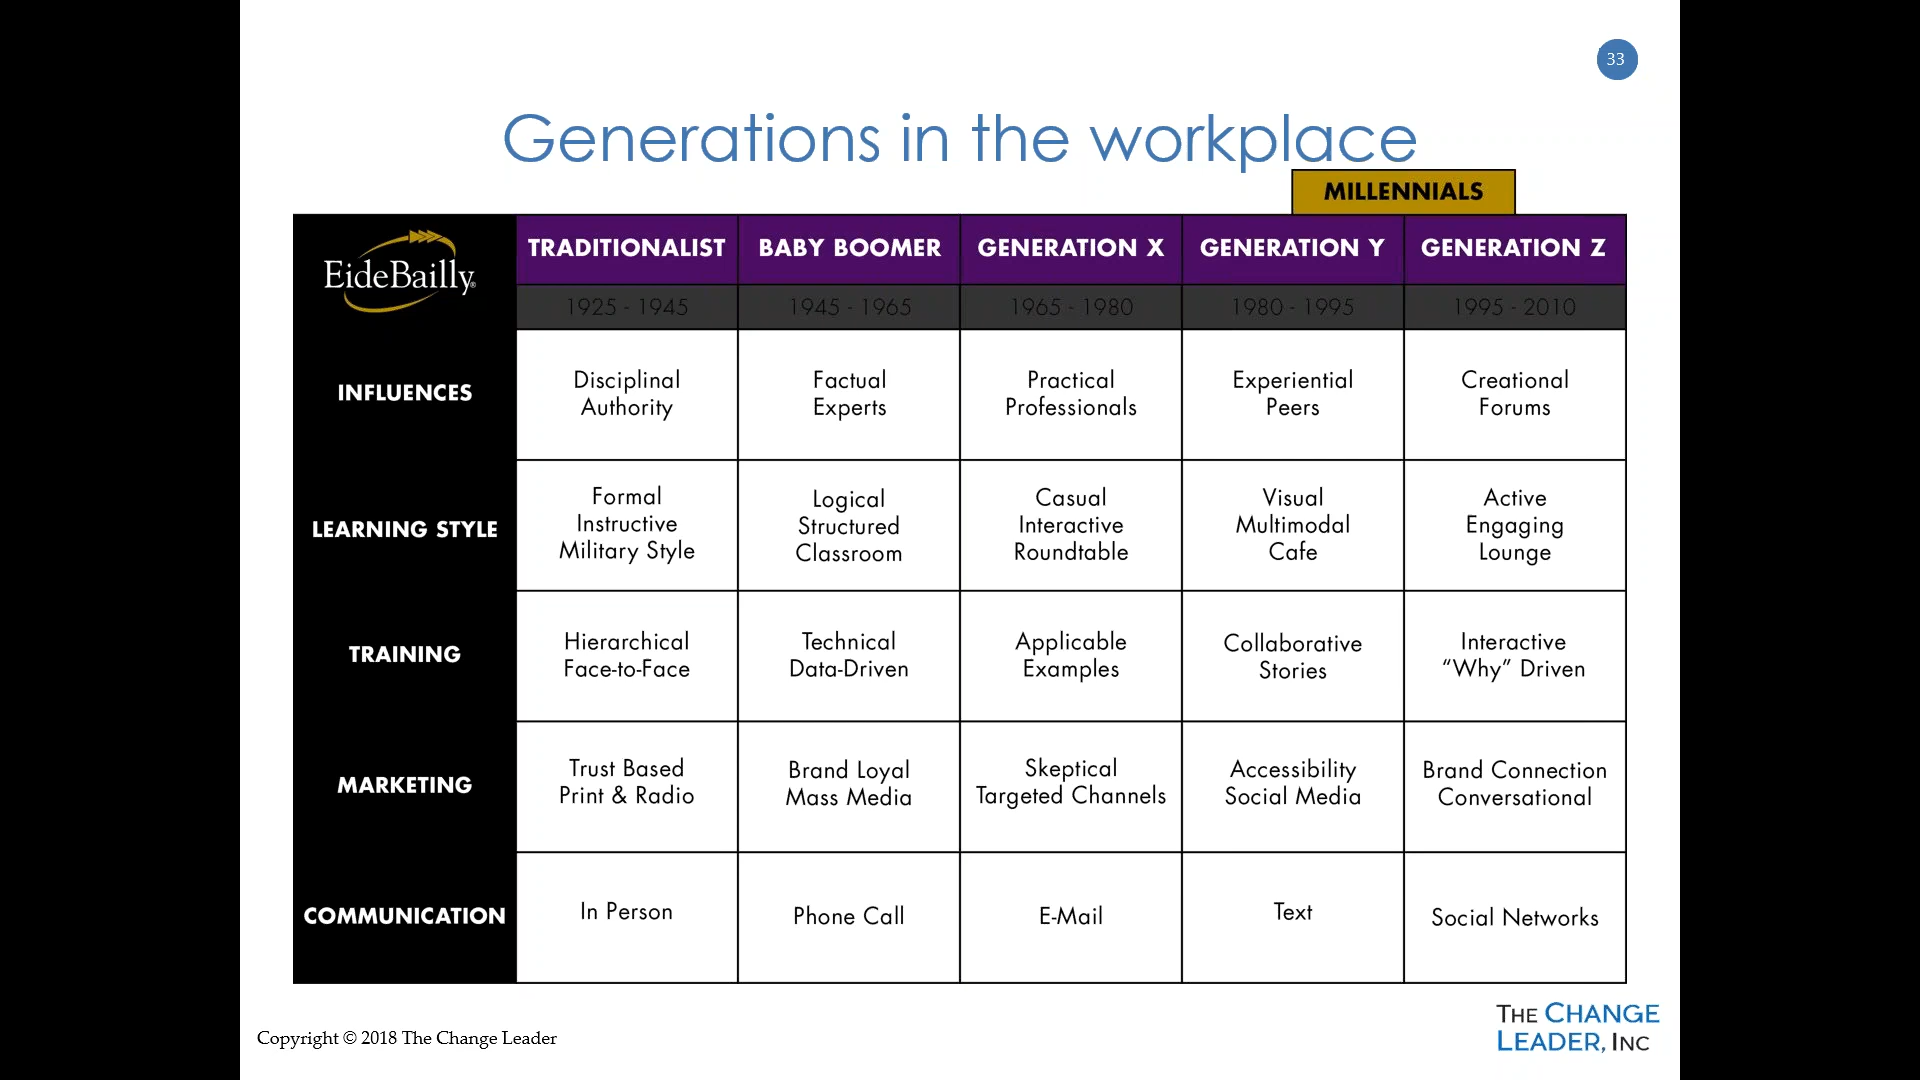 33
Generations in the workplace
MILLENNIALS
EideBailly®
TRADITIONALIST BABY BOOMER GENERATION X GENERATION Y GENERATION Z
1925 - 1945 1945 - 1965 1965 - 1980 1980 - 1995 1995 - 2010
INFLUENCES
Disciplinal
Authority
Factual
Experts
Practical
Professionals
Experiential
Peers
Creational
Forums
LEARNING STYLE
Formal
Instructive
Military Style
Logical
Structured
Classroom
Casual
Interactive
Roundtable
Visual
Multimodal
Cafe
Active
Engaging
Lounge
TRAINING
Hierarchical
Face-to-Face
Technical
Data-Driven
Applicable
Examples
Collaborative
Stories
Interactive
“Why” Driven
MARKETING
Trust Based
Print & Radio
Brand Loyal
Mass Media
Skeptical
Targeted Channels
Accessibility
Social Media
Brand Connection
Conversational
COMMUNICATION
In Person
Phone Call
E-Mail
Text
Social Networks
Copyright © 2018 The Change Leader
THE CHANGE
LEADER, INC